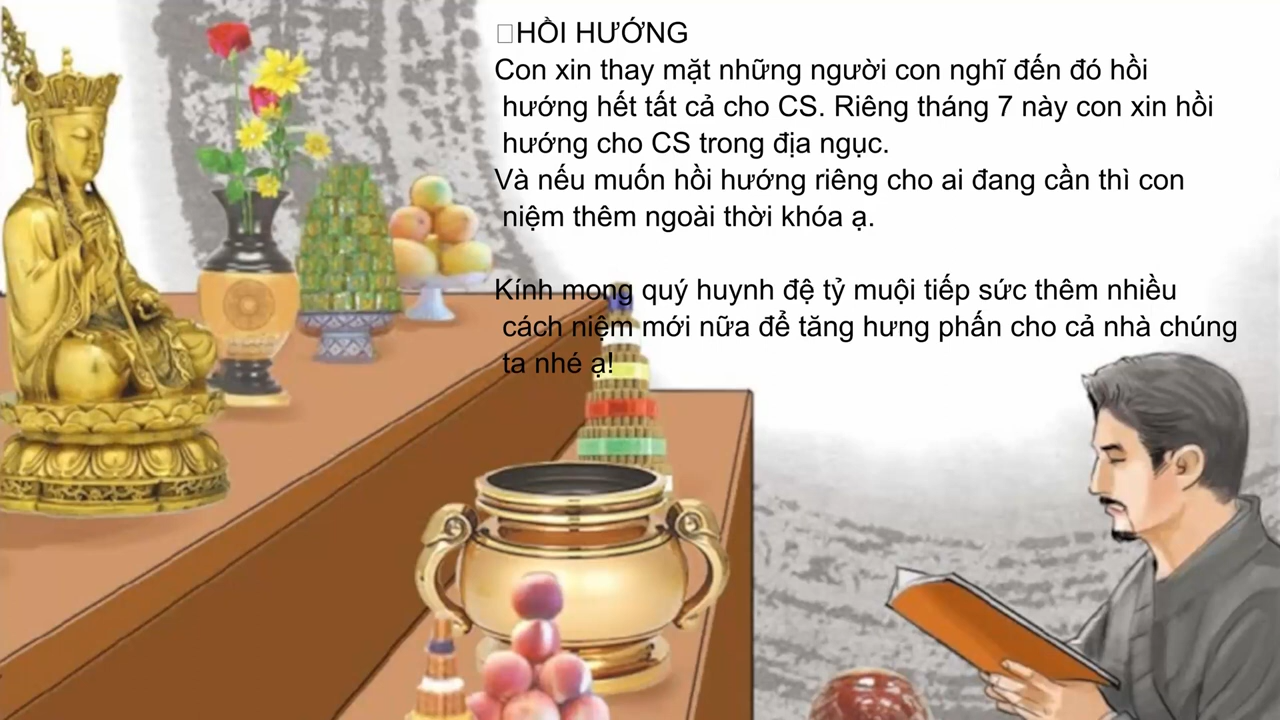 HỒI HƯỚNG
Con xin thay mặt những người con nghĩ đến đó hồi
hướng hết tất cả cho CS. Riêng tháng 7 này con xin hồi
hướng cho CS trong địa ngục.
Và nếu muốn hồi hướng riêng cho ai đang cần thì con
niệm thêm ngoài thời khóa ạ.
Kính mong quý huynh đệ tỷ muội tiếp sức thêm nhiều
cách niệm mới nữa để tăng hưng phấn cho cả nhà chúng
ta nhé ạ!